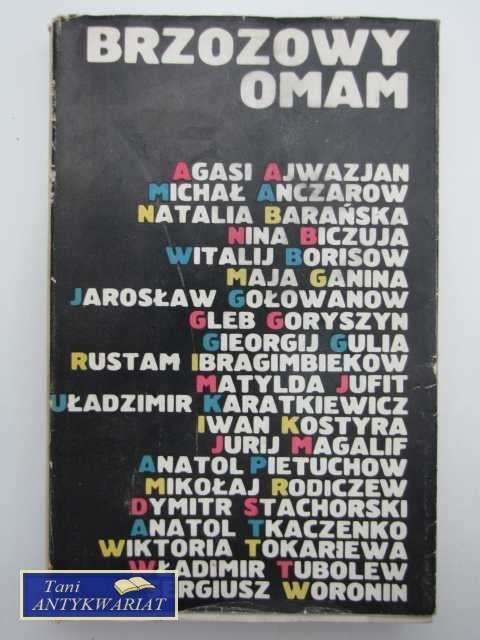 BRZOZOWY
OMAM
AGASI AJWAZJAN
MICHAŁ ANCZAROW
NATALIA BARAŃSKA
NINA BICZUJA
WITALIJ BORISOW
MAJA GANINA
JAROSŁAW GOŁOWANOW
GLEB GORYSZYN
GIEORGIJ GULIA
RUSTAM IBRAGIMBIEKOW
MATYLDA JUFIT
UŁADZIMIR KARATKIEWICZ
IWAN KOSTYRA
JURIJ MAGALIF
ANATOL PIETUCHOW
MIKOŁAJ RODICZEW
DYMITR STACHORSKI
ANATOL TKACZENKO
WIKTORIA TOKARIEWA
WŁADIMIR TUBOLEW
RGIUSZ WORONIN
Tani
ANTYKWARIAT